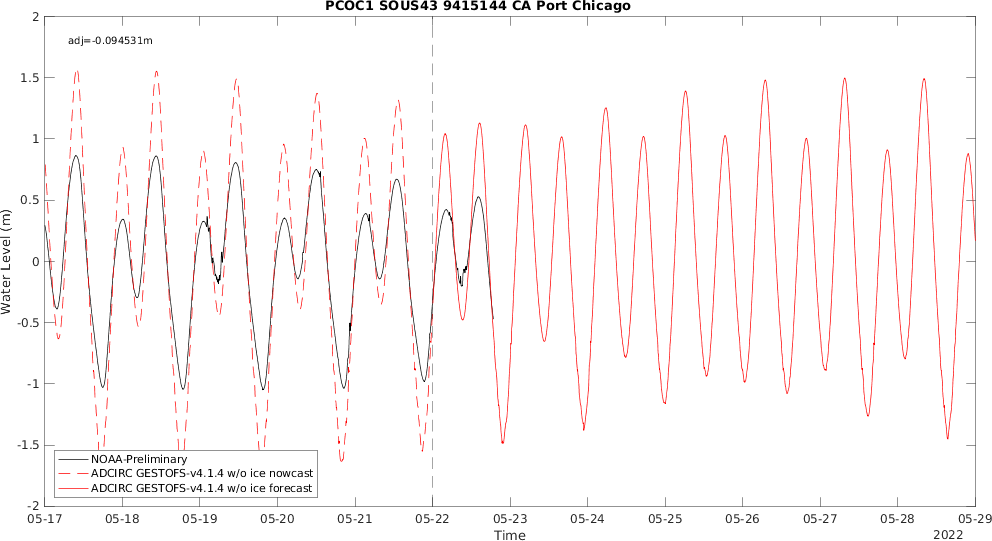 PCOC1 SOUS43 9415144 CA Port Chicago
adj=-0.094531m
2
1.5
1
0.5
0
-0.5
-1
-1.5
-2
Water Level (m)
NOAA-Preliminary
ADCIRC GESTOFS-v4.1.4 w/o ice nowcast
ADCIRC GESTOFS-v4.1.4 w/o ice forecast
05-17 05-18 05-19 05-20 05-21 05-22 05-23 05-24 05-25 05-26 05-27 05-28 05-29
Time
2022